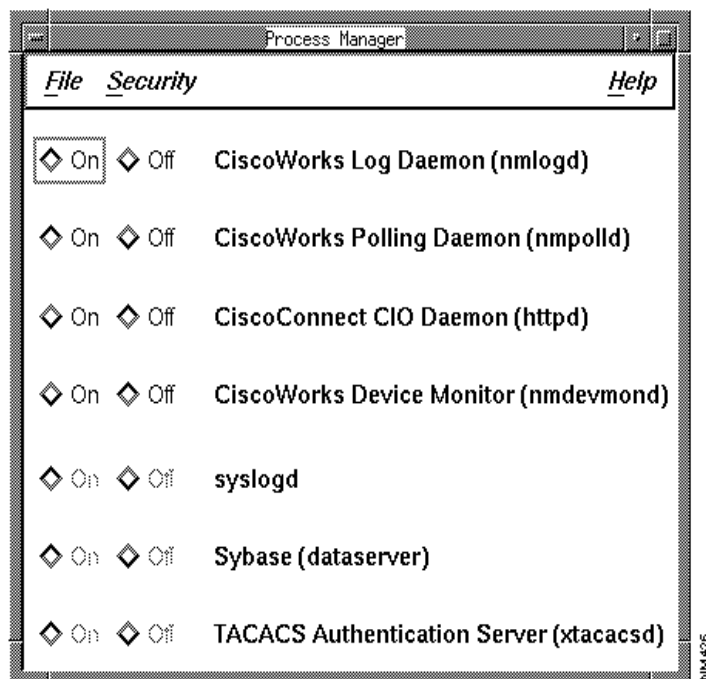 Process Manager
File Security Help
On Off CiscoWorks Log Daemon (nmlogd)
On Off CiscoWorks Polling Daemon (nmpolld)
On Off CiscoConnect CIO Daemon (httpd)
On Off CiscoWorks Device Monitor (nmdevmond)
On Off syslogd
On Off Sybase (dataserver)
On Off TACACS Authentication Server (xtacacsd)
NM426